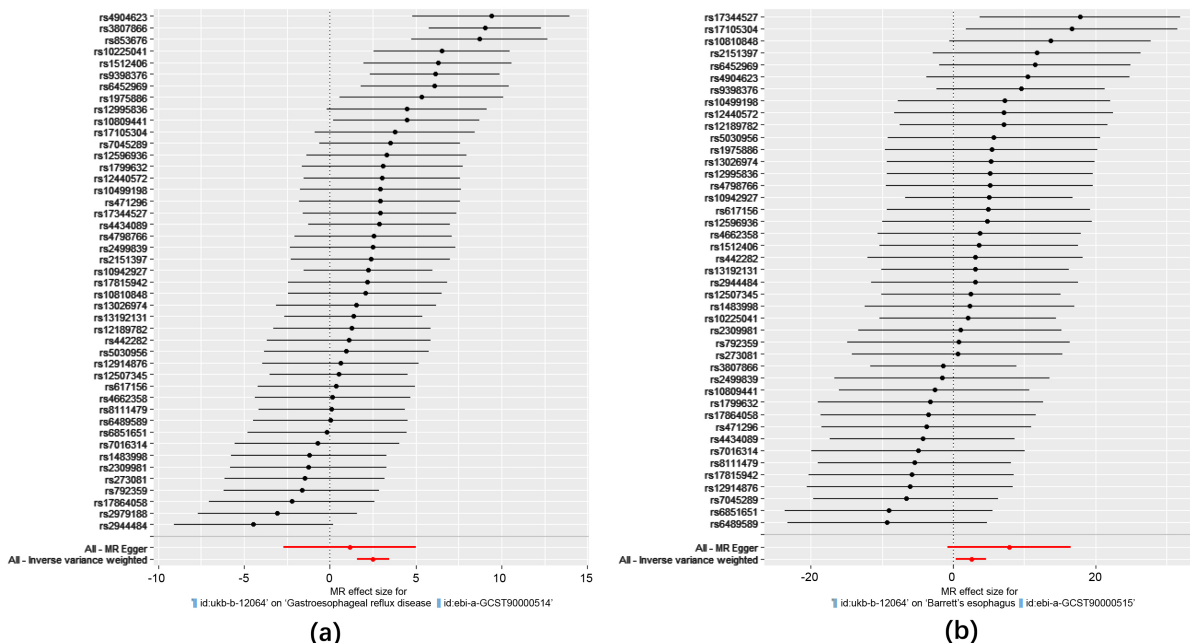 rs4904623
rs3807866
rs853676
rs10225041
rs1512406
rs9398376
rs6452969
rs1975886
rs12995836
rs10809441
rs17105304
rs7045289
rs12596936
rs1799632
rs12440572
rs10499198
rs471296
rs17344527
rs4434089
rs4798766
rs2499839
rs2151397
rs10942927
rs17815942
rs10810848
rs13026974
rs13192131
rs12189782
rs442282
rs5030956
rs12914876
rs12507345
rs617156
rs4662358
rs8111479
rs6489589
rs6851651
rs7016314
rs1483998
rs2309981
rs273081
rs792359
rs17864058
rs2979188
rs2944484
All - MR Egger
All - Inverse variance weighted
-10 -5 0 5 10 15
MR effect size for
' id:ukb-b-12064' on 'Gastroesophageal reflux disease id:ebi-a-GCST90000514'
(a)
rs17344527
rs17105304
rs10810848
rs2151397
rs6452969
rs4904623
rs9398376
rs10499198
rs12440572
rs12189782
rs5030956
rs1975886
rs13026974
rs12995836
rs4798766
rs10942927
rs617156
rs12596936
rs4662358
rs1512406
rs442282
rs13192131
rs2944484
rs12507345
rs1483998
rs10225041
rs2309981
rs792359
rs273081
rs3807866
rs2499839
rs10809441
rs1799632
rs17864058
rs471296
rs4434089
rs7016314
rs8111479
rs17815942
rs12914876
rs7045289
rs6851651
rs6489589
All - MR Egger
All - Inverse variance weighted
-20 0 20
MR effect size for
' id:ukb-b-12064' on 'Barrett's esophagus id:ebi-a-GCST90000515'
(b)